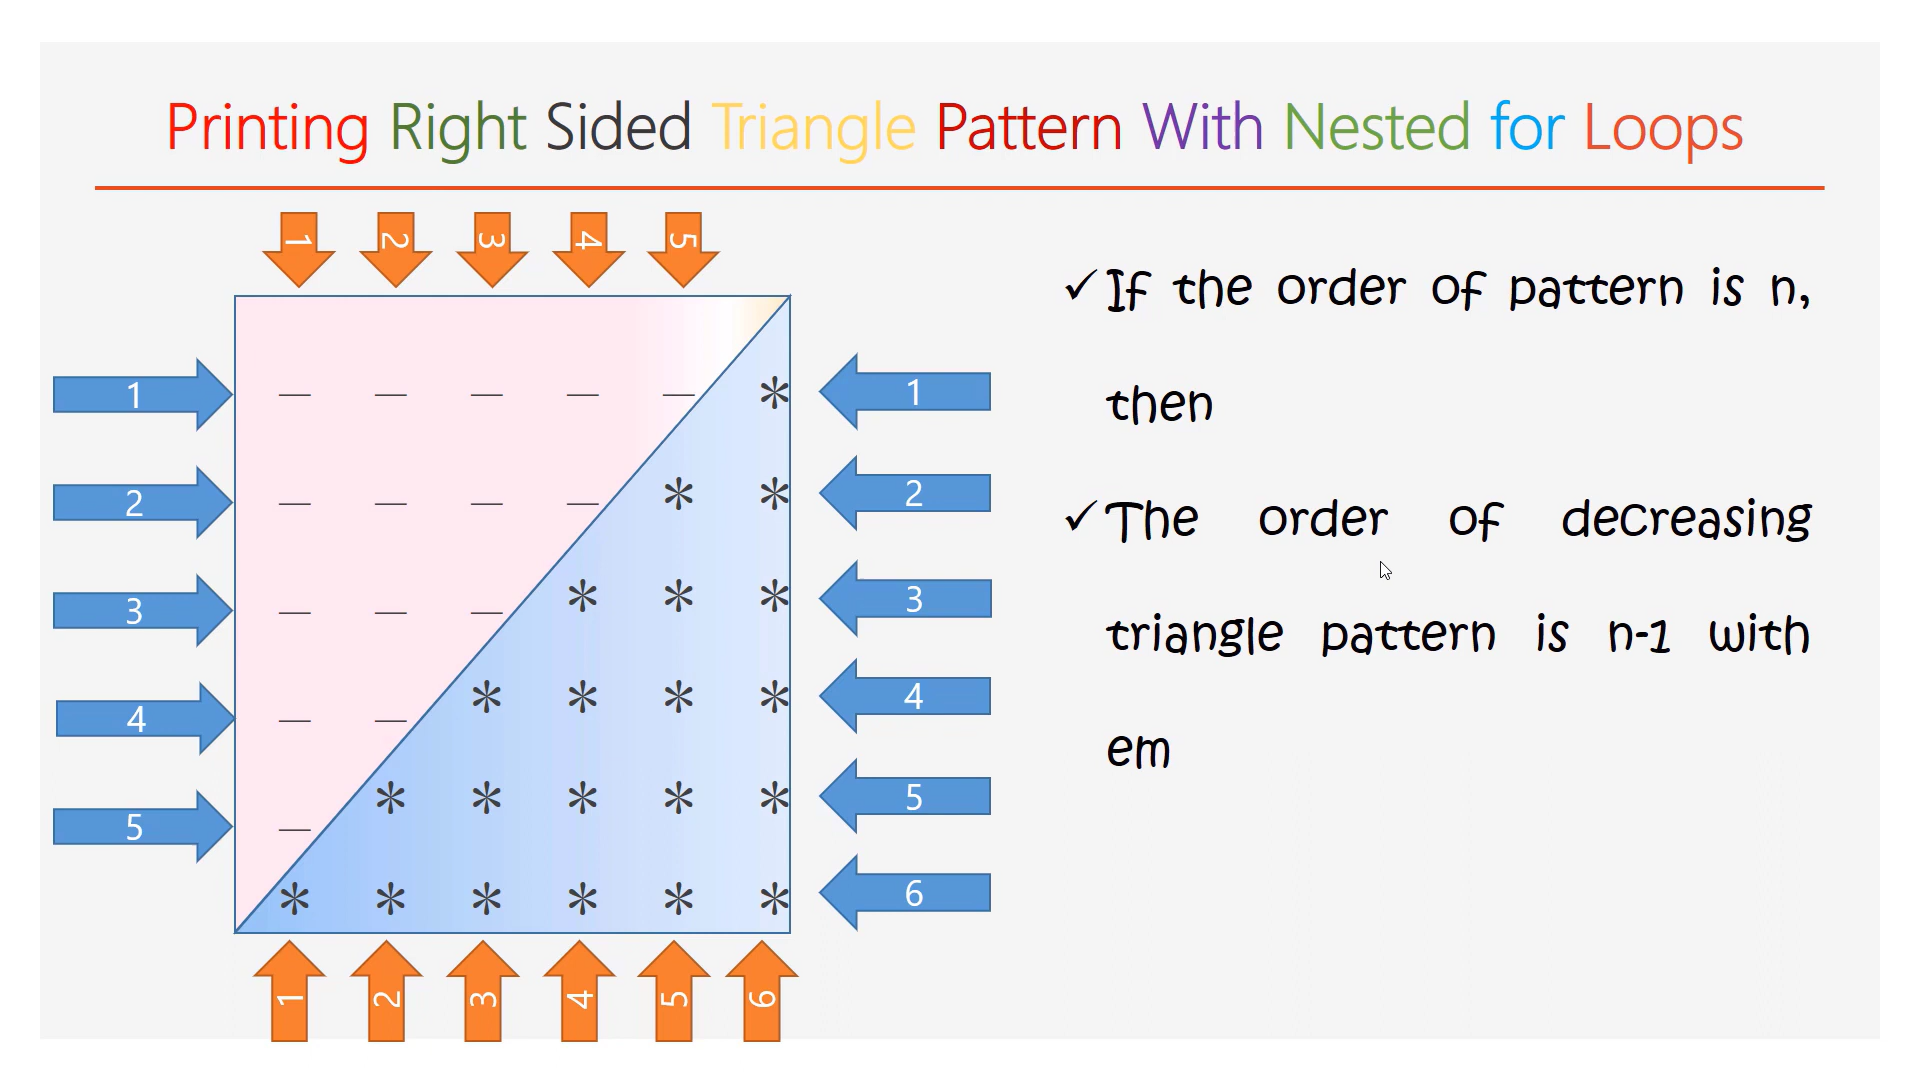 Printing Right Sided Triangle Pattern With Nested for Loops
1 2 3 4 5
1 _ _ _ _ _ * 1
2 _ _ _ _ * * 2
3 _ _ _ * * * 3
4 _ _ * * * * 4
5 _ * * * * * 5
* * * * * * 6
1 2 3 4 5 6
✓ If the order of pattern is n,
then
✓ The order of decreasing
triangle pattern is n-1 with
em